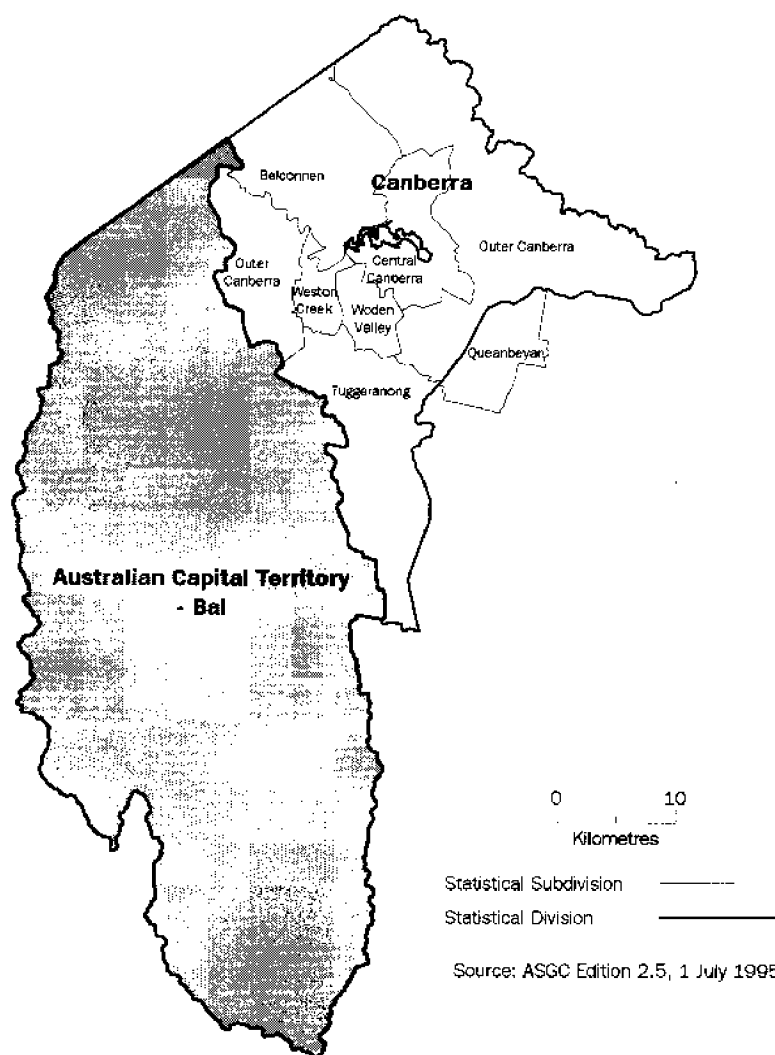 Belconnen
Canberra
Outer Canberra
Outer
Canberra
Central
Canberra
Weston
Creek
Woden
Valley
Queanbeyan
Tuggeranong
Australian Capital Territory
- Bal
0 10
Kilometres
Statistical Subdivision
Statistical Division
Source: ASGC Edition 2.5, 1 July 1995